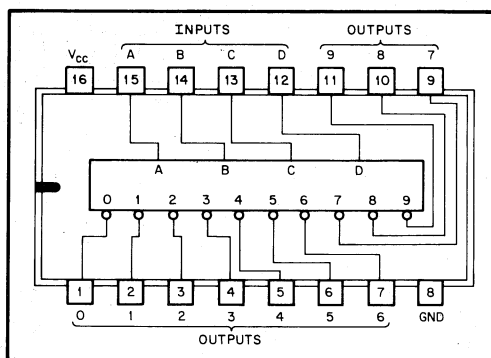 INPUTS OUTPUTS
V_CC A B C D 9 8 7
16 15 14 13 12 11 10 9
A B C D
0 1 2 3 4 5 6 7 8 9
1 2 3 4 5 6 7 8
0 1 2 3 4 5 6 GND
OUTPUTS